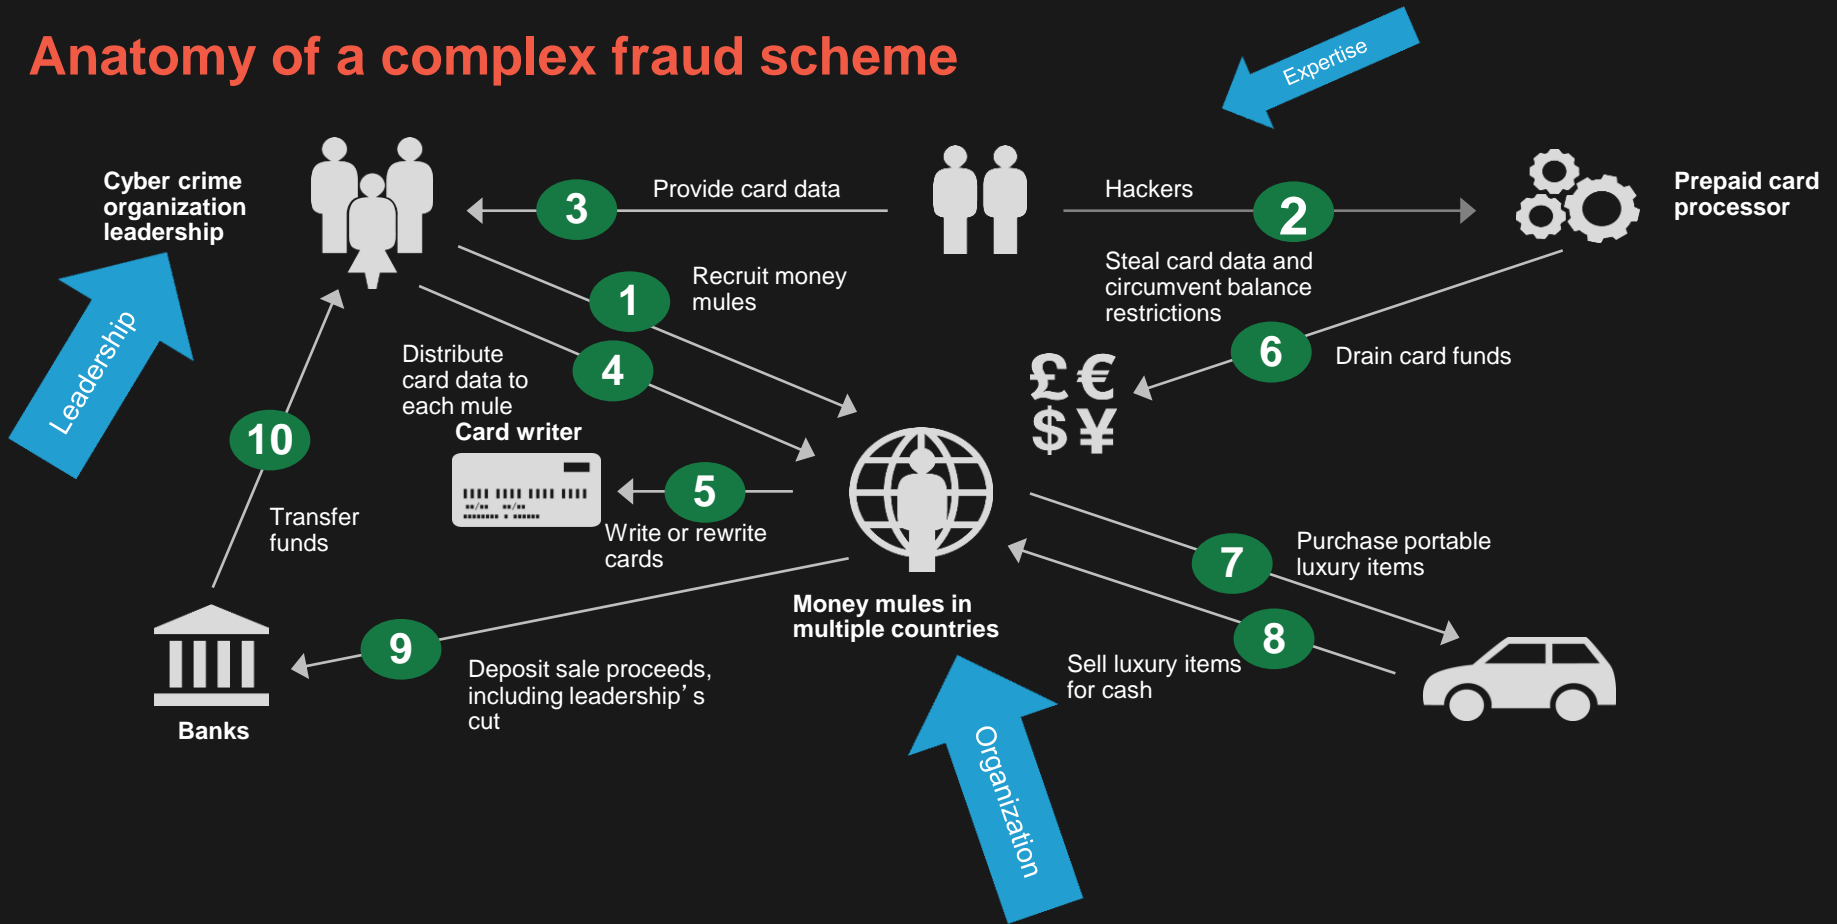 Anatomy of a complex fraud scheme
Expertise
Cyber crime
organization
leadership
3
Provide card data
Hackers
2
Prepaid card
processor
Steal card data and
circumvent balance
restrictions
1
Recruit money
mules
Leadership
Distribute
card data to
each mule
4
6
Drain card funds
£€
$¥
10
Card writer
5
Write or rewrite
cards
Transfer
funds
7
Purchase portable
luxury items
Money mules in
multiple countries
8
Sell luxury items
for cash
9
Deposit sale proceeds,
including leadership’s
cut
Banks
Organization